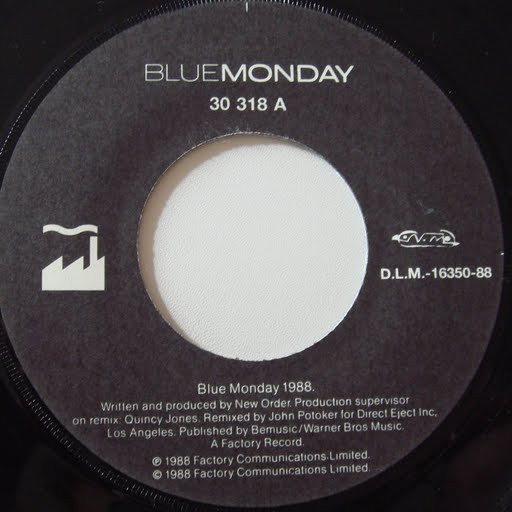 BLUEMONDAY
30 318 A
D.L.M.-16350-88
Blue Monday 1988.
Written and produced by New Order. Production supervisor
on remix: Quincy Jones. Remixed by John Potoker for Direct Eject Inc,
Los Angeles. Published by Bemusic/Warner Bros Music.
A Factory Record.
℗ 1988 Factory Communications Limited.
© 1988 Factory Communications Limited.